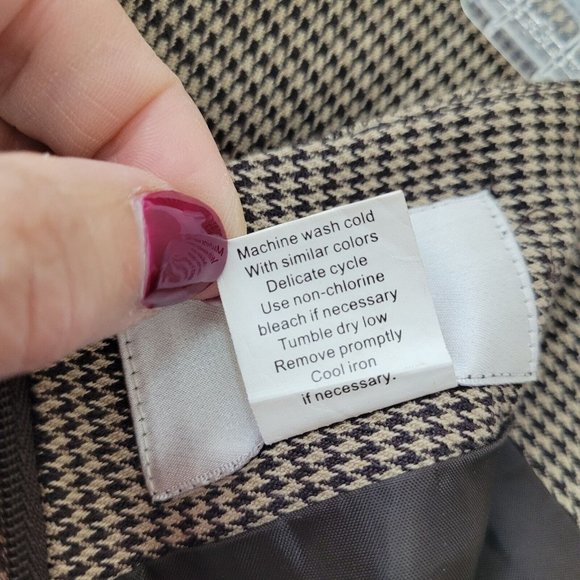 Machine wash cold
With similar colors
Delicate cycle
Use non-chlorine
bleach if necessary
Tumble dry low
Remove promptly
Cool iron
if necessary.